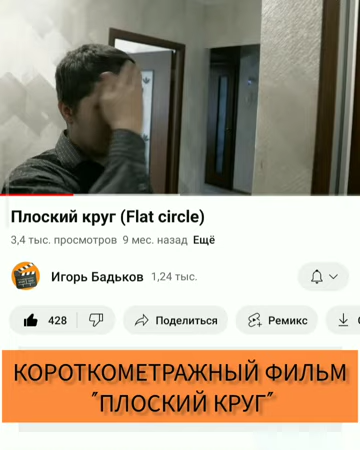 Плоский круг (Flat circle)
3,4 тыс. просмотров 9 мес. назад Ещё
Игорь Бадьков 1,24 тыс.
428 Поделиться Ремикс
КОРОТКОМЕТРАЖНЫЙ ФИЛЬМ
"ПЛОСКИЙ КРУГ"